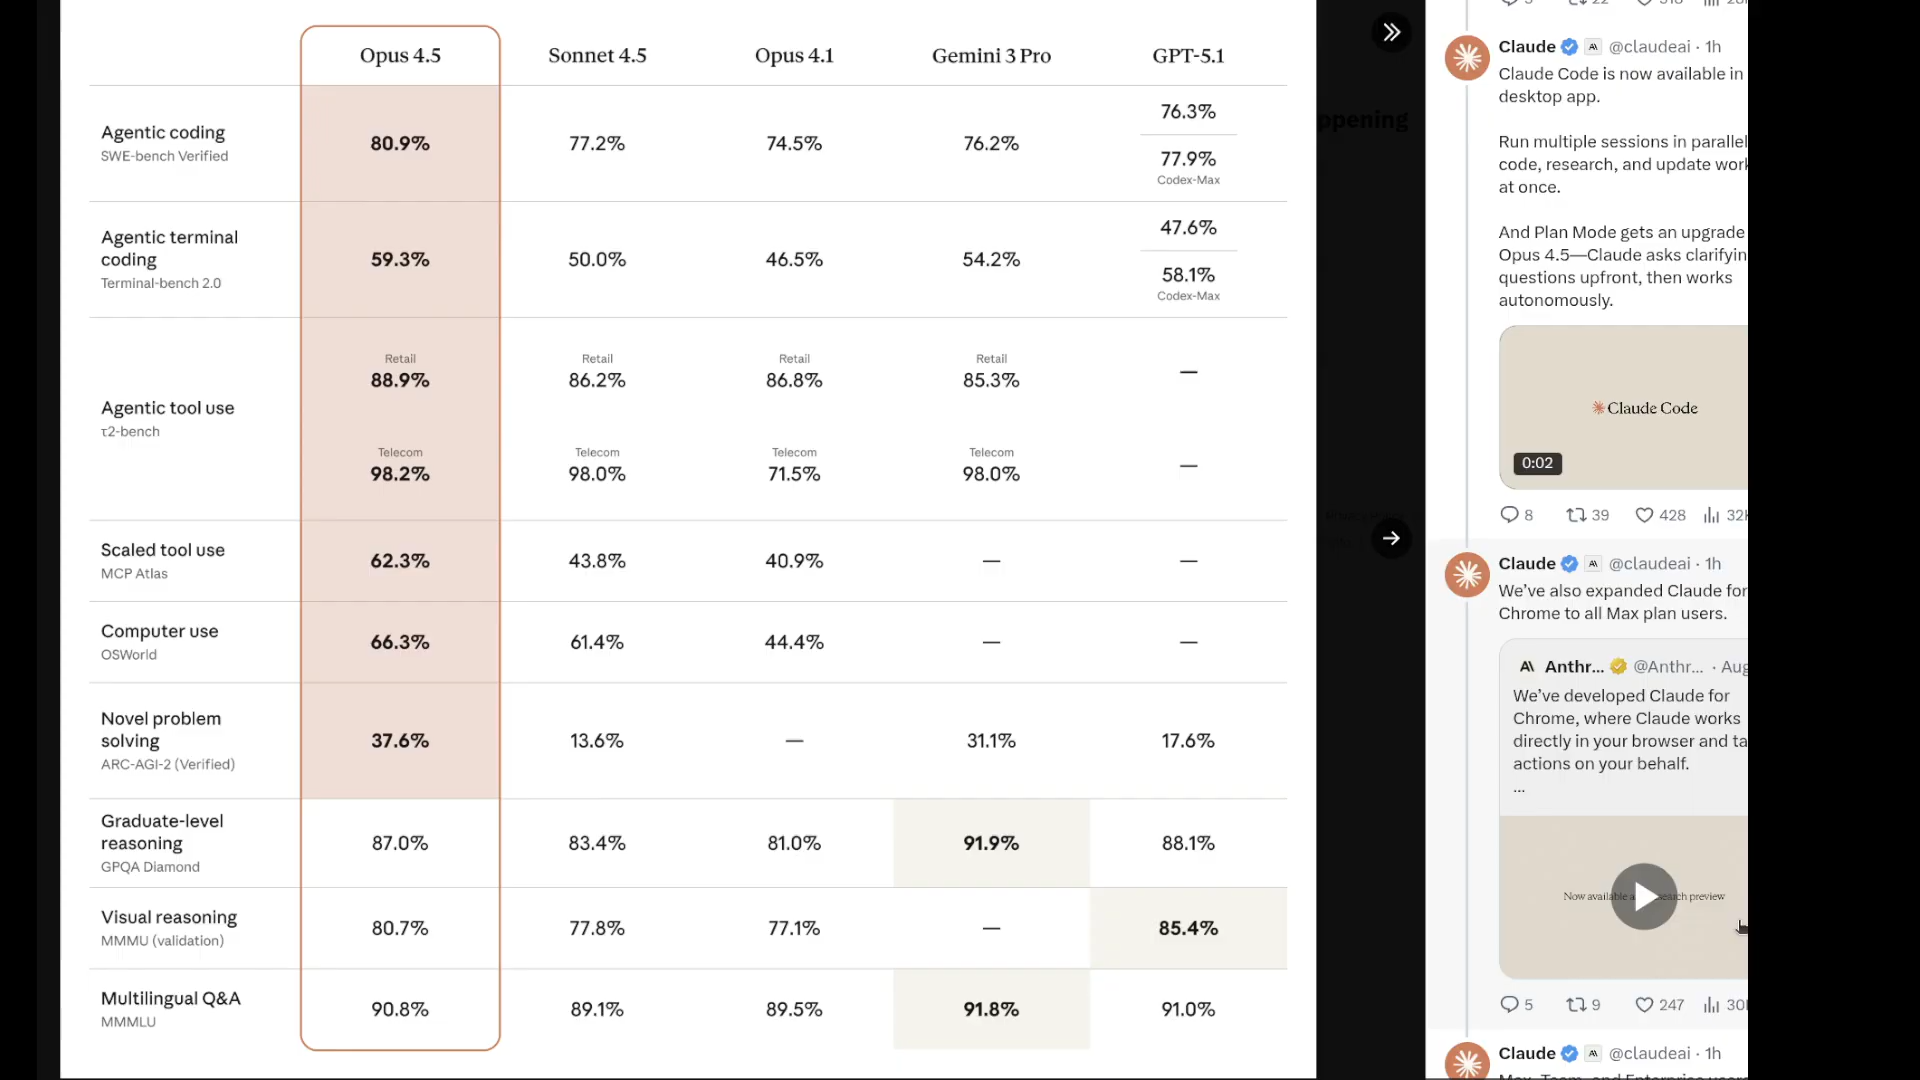 Opus 4.5 Sonnet 4.5 Opus 4.1 Gemini 3 Pro GPT-5.1
Agentic coding
SWE-bench Verified
80.9% 77.2% 74.5% 76.2%
76.3%
77.9%
Codex-Max
Agentic terminal
coding
Terminal-bench 2.0
59.3% 50.0% 46.5% 54.2%
47.6%
58.1%
Codex-Max
Agentic tool use
τ2-bench
Retail Retail Retail Retail
88.9% 86.2% 86.8% 85.3% —
Telecom Telecom Telecom Telecom
98.2% 98.0% 71.5% 98.0% —
Scaled tool use
MCP Atlas
62.3% 43.8% 40.9% — —
Computer use
OSWorld
66.3% 61.4% 44.4% — —
Novel problem
solving
ARC-AGI-2 (Verified)
37.6% 13.6% — 31.1% 17.6%
Graduate-level
reasoning
GPQA Diamond
87.0% 83.4% 81.0% 91.9% 88.1%
Visual reasoning
MMMU (validation)
80.7% 77.8% 77.1% — 85.4%
Multilingual Q&A
MMMLU
90.8% 89.1% 89.5% 91.8% 91.0%
ppening
Claude @claudeai · 1h
Claude Code is now available in
desktop app.
Run multiple sessions in parallel
code, research, and update work
at once.
And Plan Mode gets an upgrade
Opus 4.5—Claude asks clarifyin
questions upfront, then works
autonomously.
Claude Code
0:02
8 39 428 32K
Claude @claudeai · 1h
We've also expanded Claude for
Chrome to all Max plan users.
Anthr... @Anthr... · Aug
We've developed Claude for
Chrome, where Claude works
directly in your browser and ta
actions on your behalf.
...
Now available a search preview
5 9 247 30
Claude @claudeai · 1h